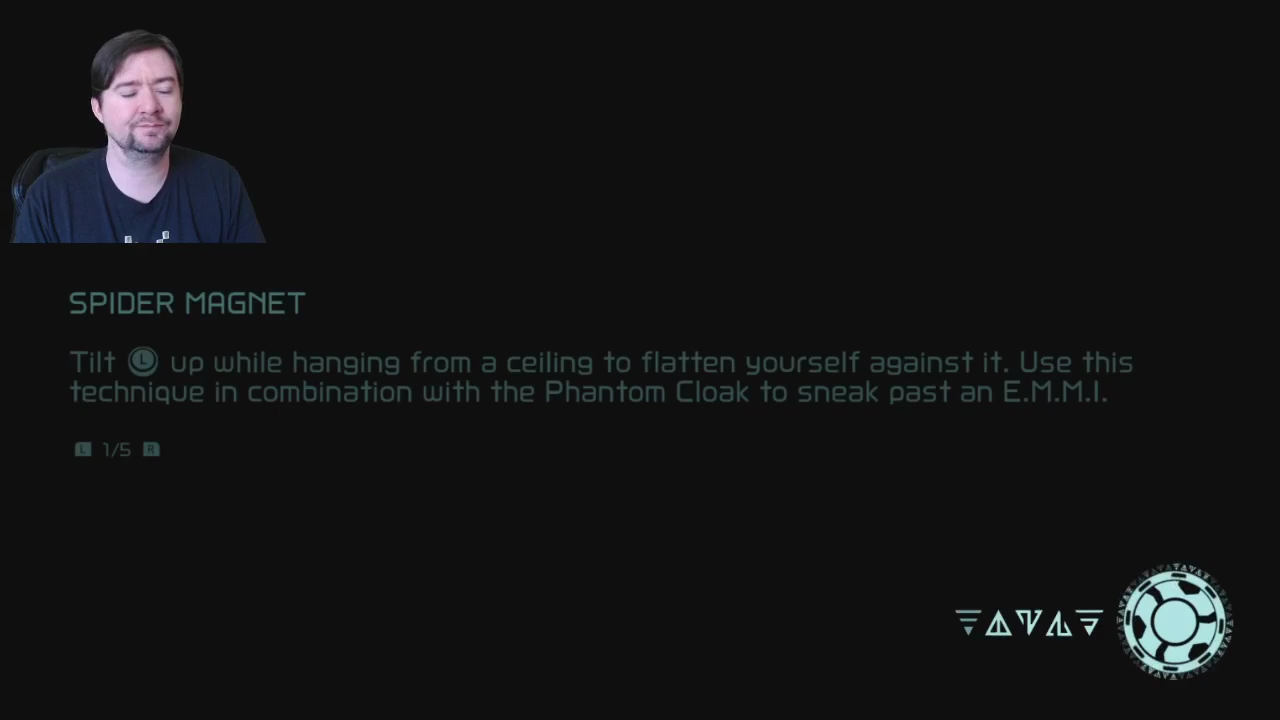 SPIDER MAGNET
Tilt L up while hanging from a ceiling to flatten yourself against it. Use this
technique in combination with the Phantom Cloak to sneak past an E.M.M.I.
L 1/5 R